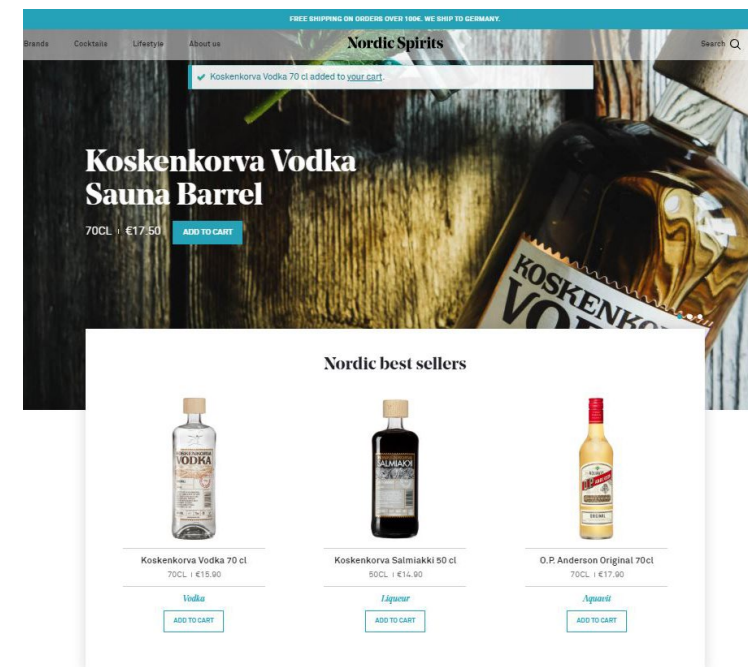 FREE SHIPPING ON ORDERS OVER 100€. WE SHIP TO GERMANY.
Brands Cocktails Lifestyle About us Nordic Spirits Search
Koskenkorva Vodka 70 cl added to your cart.
Koskenkorva Vodka
Sauna Barrel
70CL | €17.50 ADD TO CART
KOSKENKO
VOD
Nordic best sellers
VODKA
SALMIAKKI
O.P.
ORIGINAL
Koskenkorva Vodka 70 cl Koskenkorva Salmiakki 50 cl O.P. Anderson Original 70cl
70CL | €15.90 50CL | €14.90 70CL | €17.90
Vodka Liqueur Aquavit
ADD TO CART ADD TO CART ADD TO CART